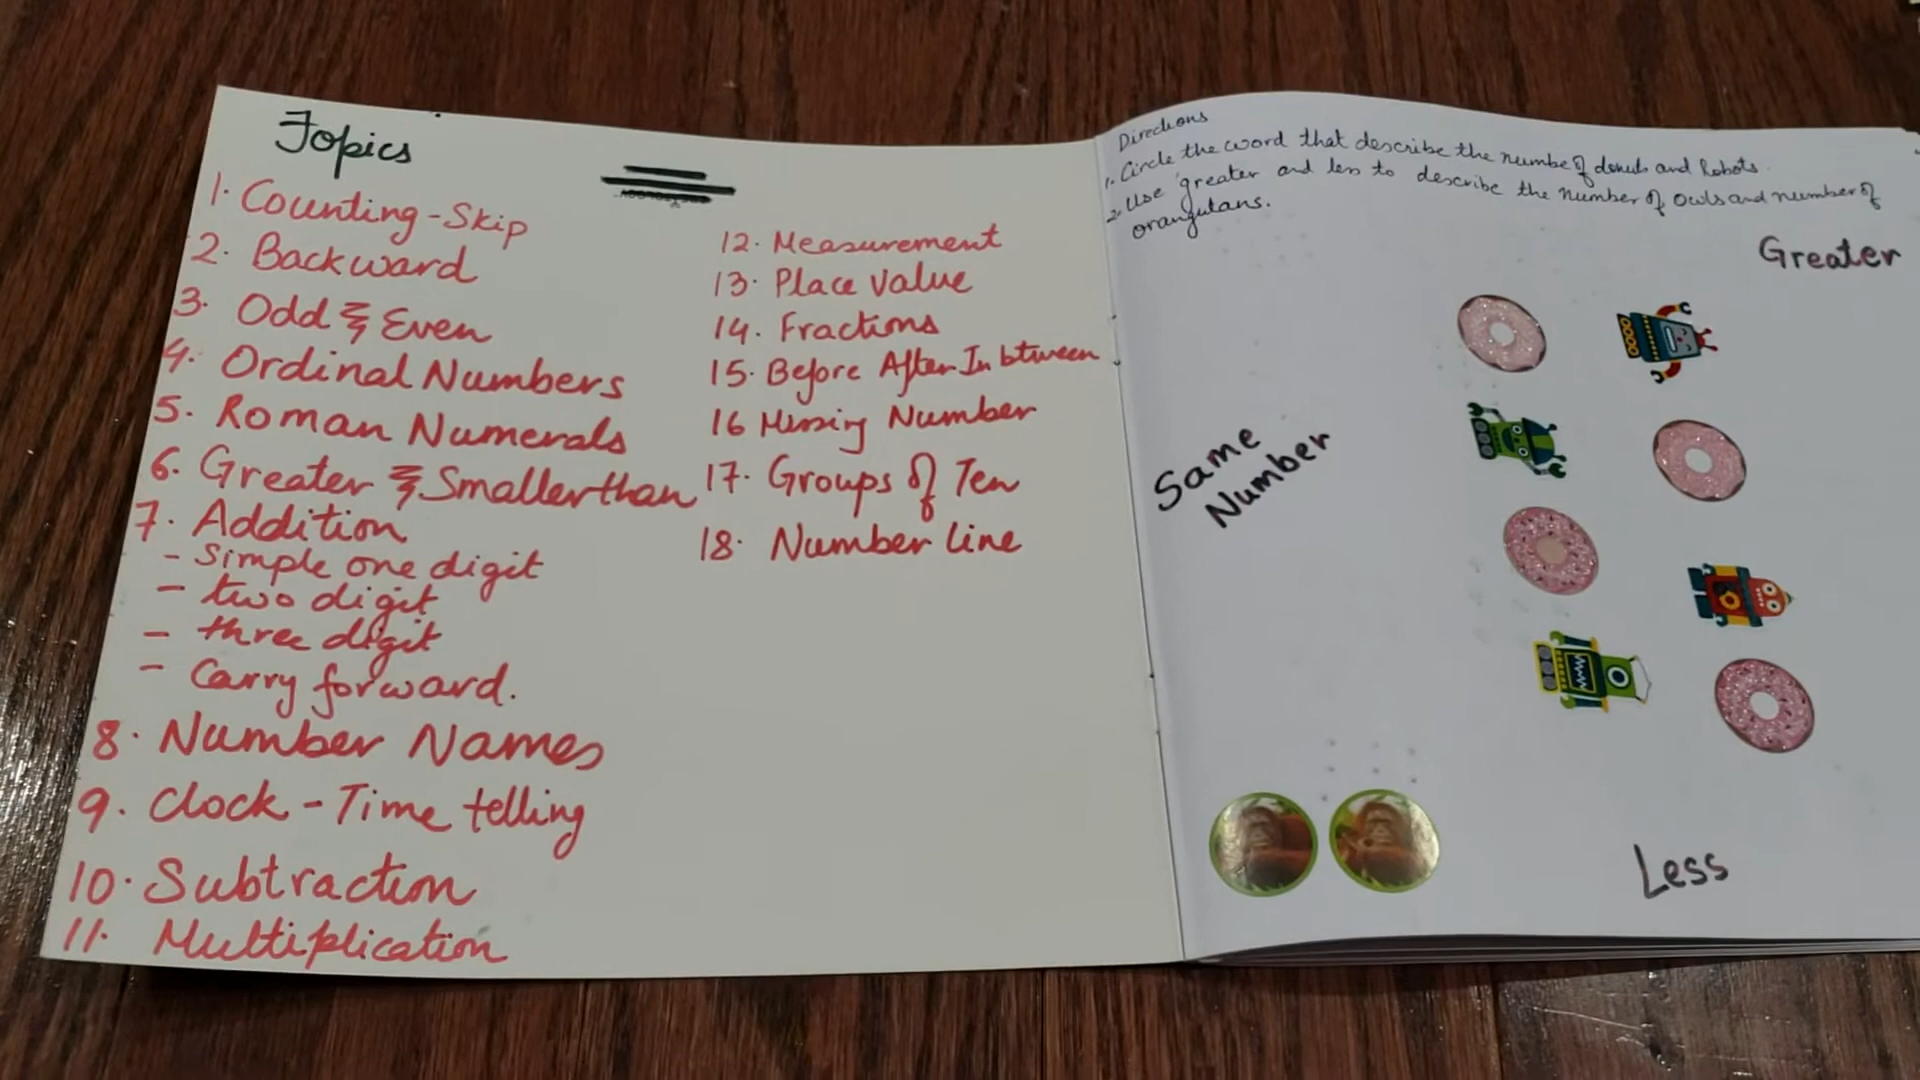 Topics
1. Counting-Skip
2. Backward
3. Odd & Even
4. Ordinal Numbers
5. Roman Numerals
6. Greater & Smallerthan
7. Addition
- Simple one digit
- two digit
- three digit
- Carry forward.
8. Number Names
9. Clock - Time telling
10. Subtraction
11. Multiplication
12. Measurement
13. Place Value
14. Fractions
15. Before After In btween
16 Missing Number
17. Groups of Ten
18. Number line
Directions
1. Circle the word that describe the numbe of donuts and Robots.
2. Use greater and less to describe the number of owls and number of
orangutans.
Greater
Same
Number
Less